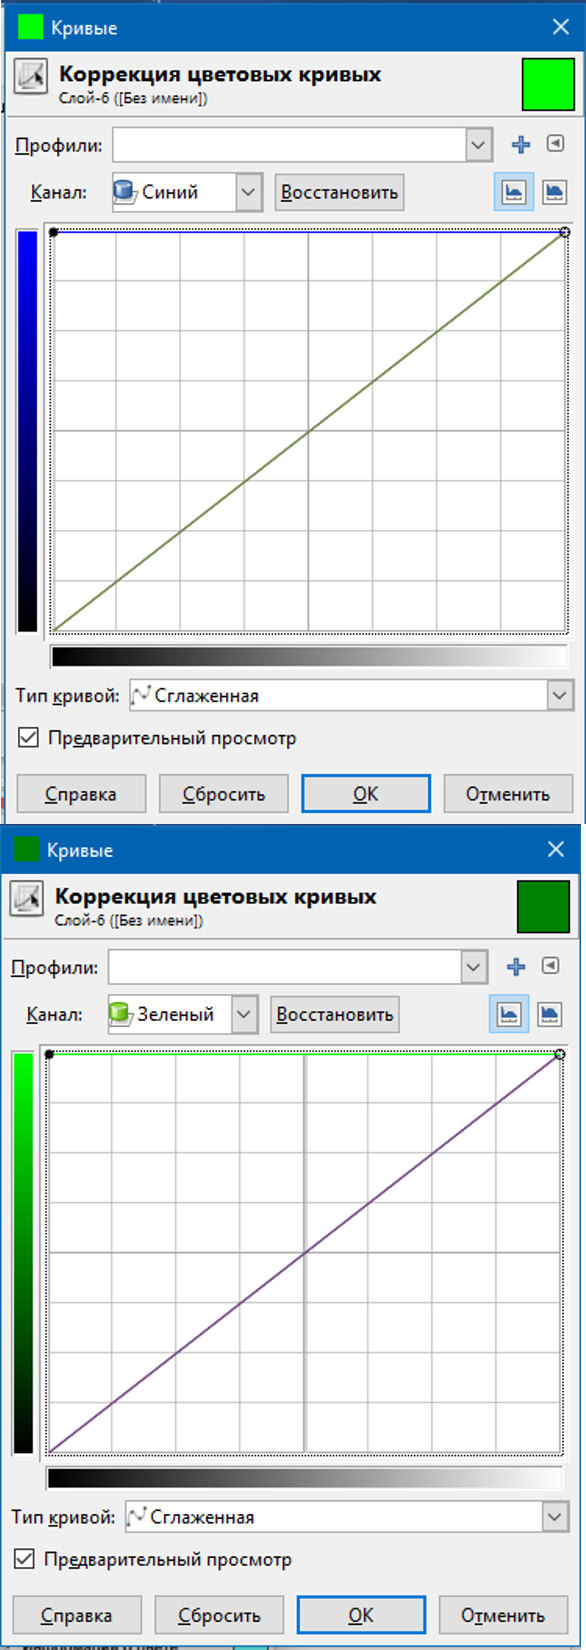 Кривые
Коррекция цветовых кривых
Слой-6 ([Без имени])
Профили:
Канал: Синий Восстановить
Тип кривой: Сглаженная
Предварительный просмотр
Справка Сбросить ОК Отменить
Кривые
Коррекция цветовых кривых
Слой-6 ([Без имени])
Профили:
Канал: Зеленый Восстановить
Тип кривой: Сглаженная
Предварительный просмотр
Справка Сбросить ОК Отменить